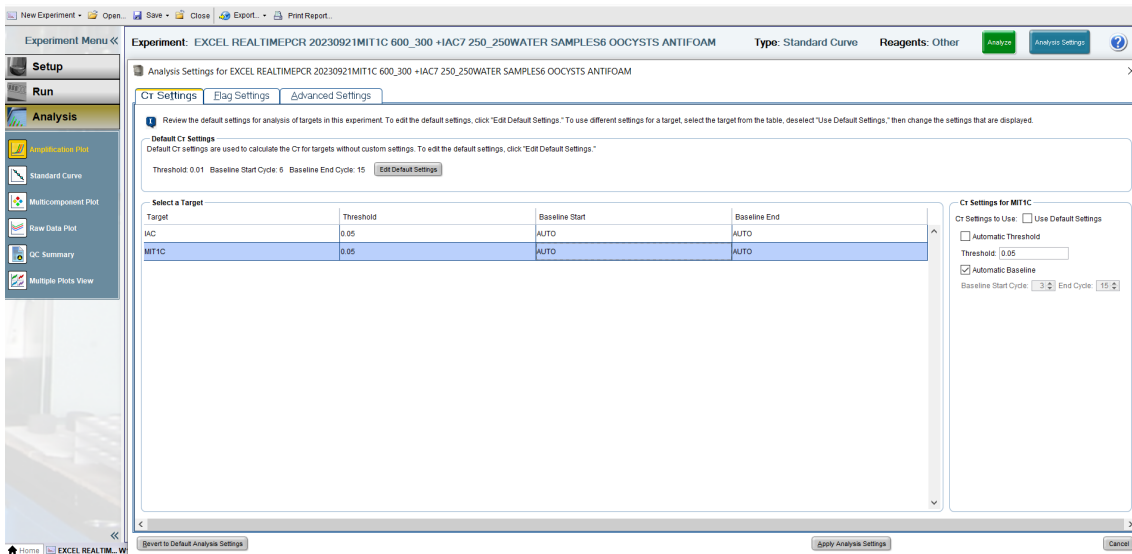 New Experiment Open... Save Close Export... Print Report...
Experiment Menu «
Experiment: EXCEL REALTIMEPCR 20230921MIT1C 600_300 +IAC7 250_250WATER SAMPLES6 OOCYSTS ANTIFOAM Type: Standard Curve Reagents: Other Analyze Analysis Settings ?
Setup
Run
Analysis
Amplification Plot
Standard Curve
Multicomponent Plot
Raw Data Plot
QC Summary
Multiple Plots View
«
Analysis Settings for EXCEL REALTIMEPCR 20230921MIT1C 600_300 +IAC7 250_250WATER SAMPLES6 OOCYSTS ANTIFOAM
CT Settings Flag Settings Advanced Settings
Review the default settings for analysis of targets in this experiment. To edit the default settings, click "Edit Default Settings." To use different settings for a target, select the target from the table, deselect "Use Default Settings," then change the settings that are displayed.
Default CT Settings
Default CT settings are used to calculate the CT for targets without custom settings. To edit the default settings, click "Edit Default Settings."
Threshold: 0.01 Baseline Start Cycle: 6 Baseline End Cycle: 15 Edit Default Settings
Select a Target
Target Threshold Baseline Start Baseline End
IAC 0.05 AUTO AUTO
MIT1C 0.05 AUTO AUTO
CT Settings for MIT1C
CT Settings to Use: Use Default Settings
Automatic Threshold
Threshold: 0.05
Automatic Baseline
Baseline Start Cycle: 3 End Cycle: 15
Revert to Default Analysis Settings Apply Analysis Settings Cancel
Home EXCEL REALTIM... W